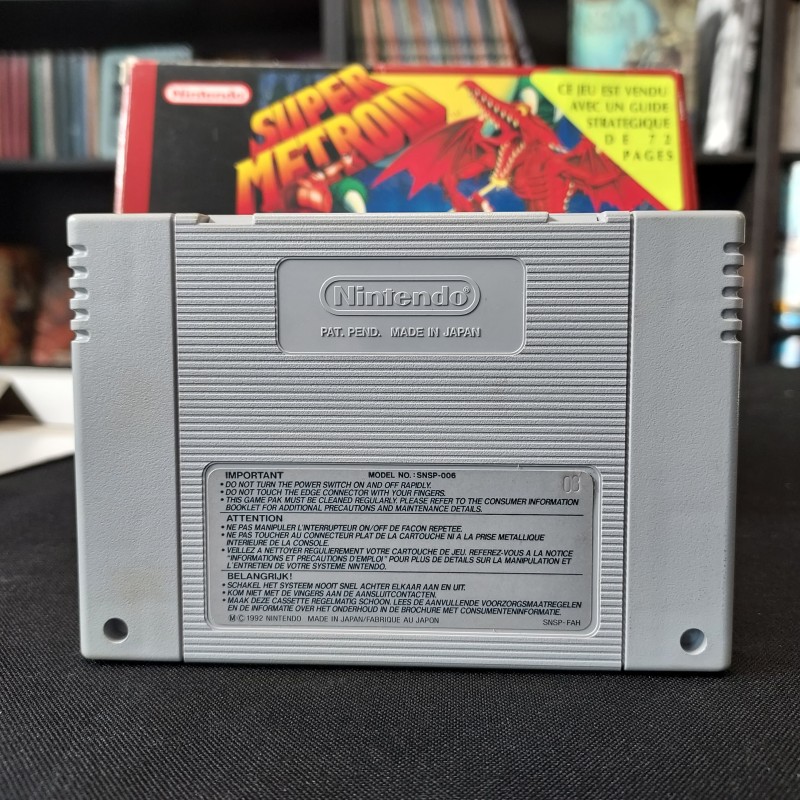 Nintendo
SUPER
METROID
CE JEU EST VENDU
AVEC UN GUIDE
STRATEGIQUE
DE 72
PAGES
Nintendo®
PAT. PEND. MADE IN JAPAN
IMPORTANT MODEL NO. : SNSP-006
03
• DO NOT TURN THE POWER SWITCH ON AND OFF RAPIDLY.
• DO NOT TOUCH THE EDGE CONNECTOR WITH YOUR FINGERS.
• THIS GAME PAK MUST BE CLEANED REGULARLY. PLEASE REFER TO THE CONSUMER INFORMATION
BOOKLET FOR ADDITIONAL PRECAUTIONS AND MAINTENANCE DETAILS.
ATTENTION
• NE PAS MANIPULER L'INTERRUPTEUR ON/OFF DE FACON REPETEE.
• NE PAS TOUCHER AU CONNECTEUR PLAT DE LA CARTOUCHE NI A LA PRISE METALLIQUE
INTERIEURE DE LA CONSOLE.
• VEILLEZ A NETTOYER REGULIEREMENT VOTRE CARTOUCHE DE JEU. REFEREZ-VOUS A LA NOTICE
"INFORMATIONS ET PRECAUTIONS D'EMPLOI" POUR PLUS DE DETAILS SUR LA MANIPULATION ET
L'ENTRETIEN DE VOTRE SYSTEME NINTENDO.
BELANGRIJK!
• SCHAKEL HET SYSTEEM NOOIT SNEL ACHTER ELKAAR AAN EN UIT.
• KOM NIET MET DE VINGERS AAN DE AANSLUITCONTACTEN.
• MAAK DEZE CASSETTE REGELMATIG SCHOON. LEES DE AANVULLENDE VOORZORGSMAATREGELEN
EN DE INFORMATIE OVER HET ONDERHOUD IN DE BROCHURE MET CONSUMENTENINFORMATIE.
Ⓜ © 1992 NINTENDO MADE IN JAPAN/FABRIQUE AU JAPON SNSP-FAH